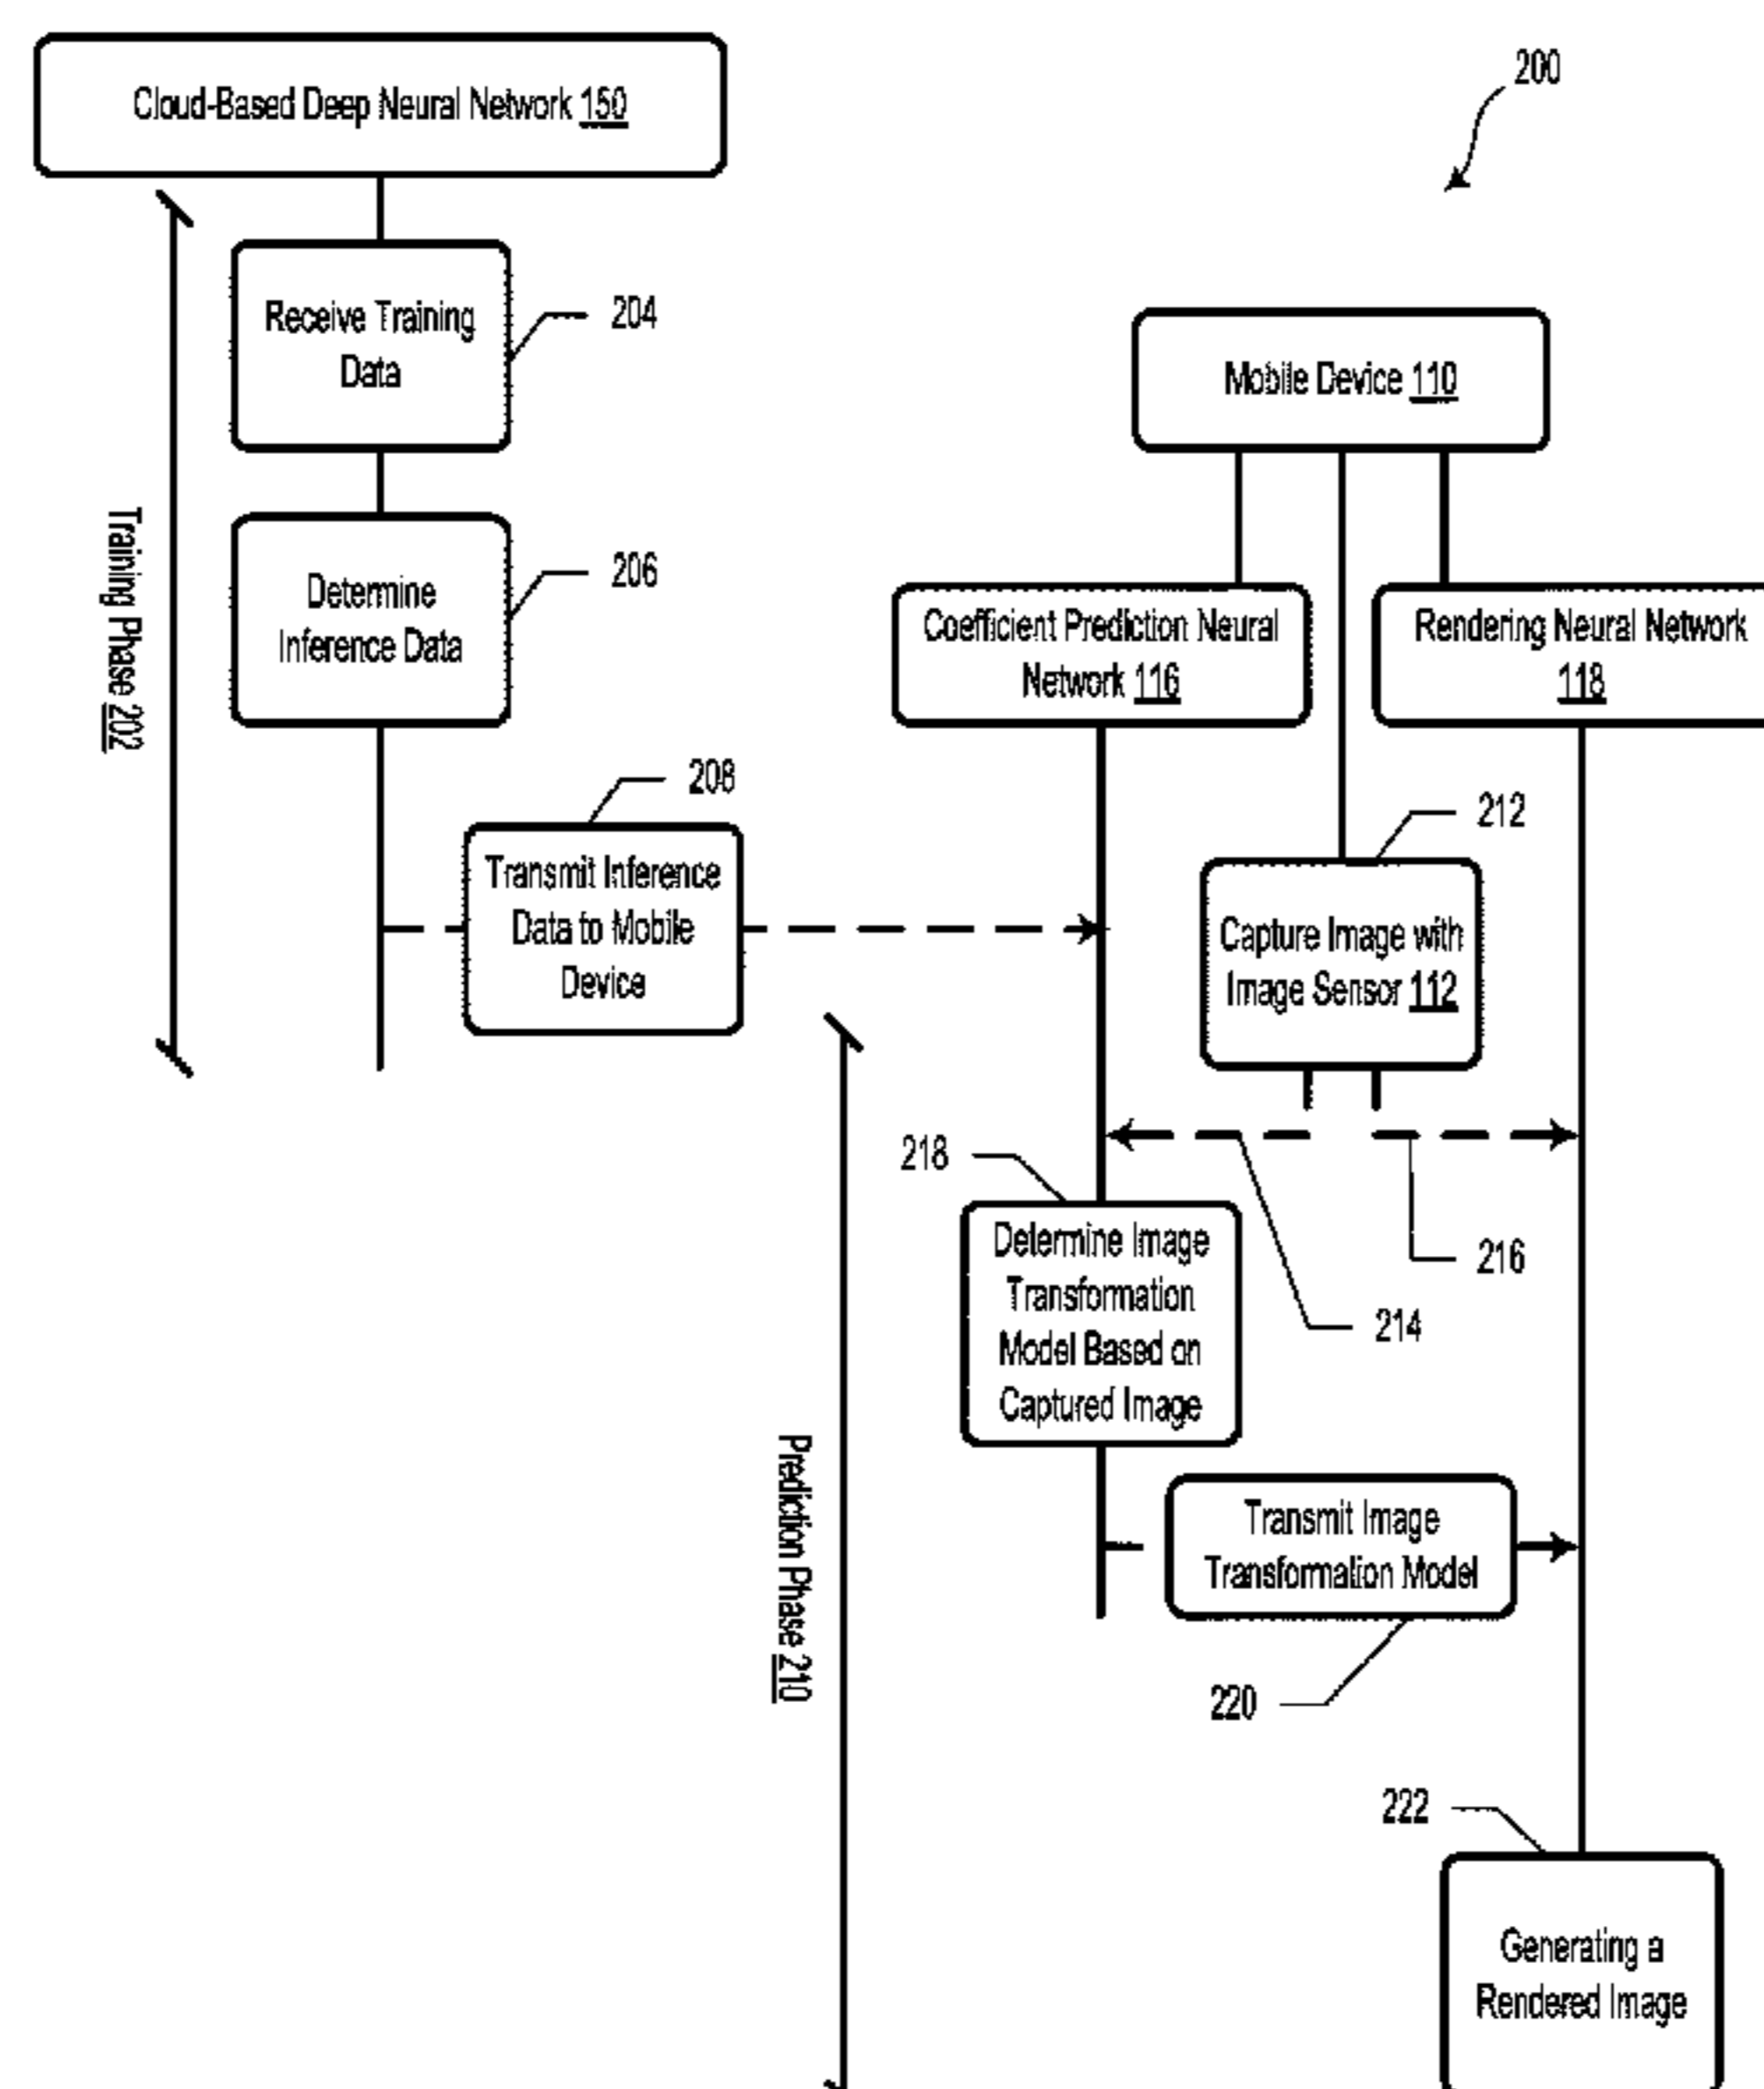 Cloud-Based Deep Neural Network 150
200
Receive Training
Data
204
Mobile Device 110
Training Phase 202
Determine
Inference Data
206
Coefficient Prediction Neural
Network 116
Rendering Neural Network
118
208
Transmit Inference
Data to Mobile
Device
212
Capture Image with
Image Sensor 112
218
216
214
Determine Image
Transformation
Model Based on
Captured Image
Prediction Phase 210
Transmit Image
Transformation Model
220
222
Generating a
Rendered Image